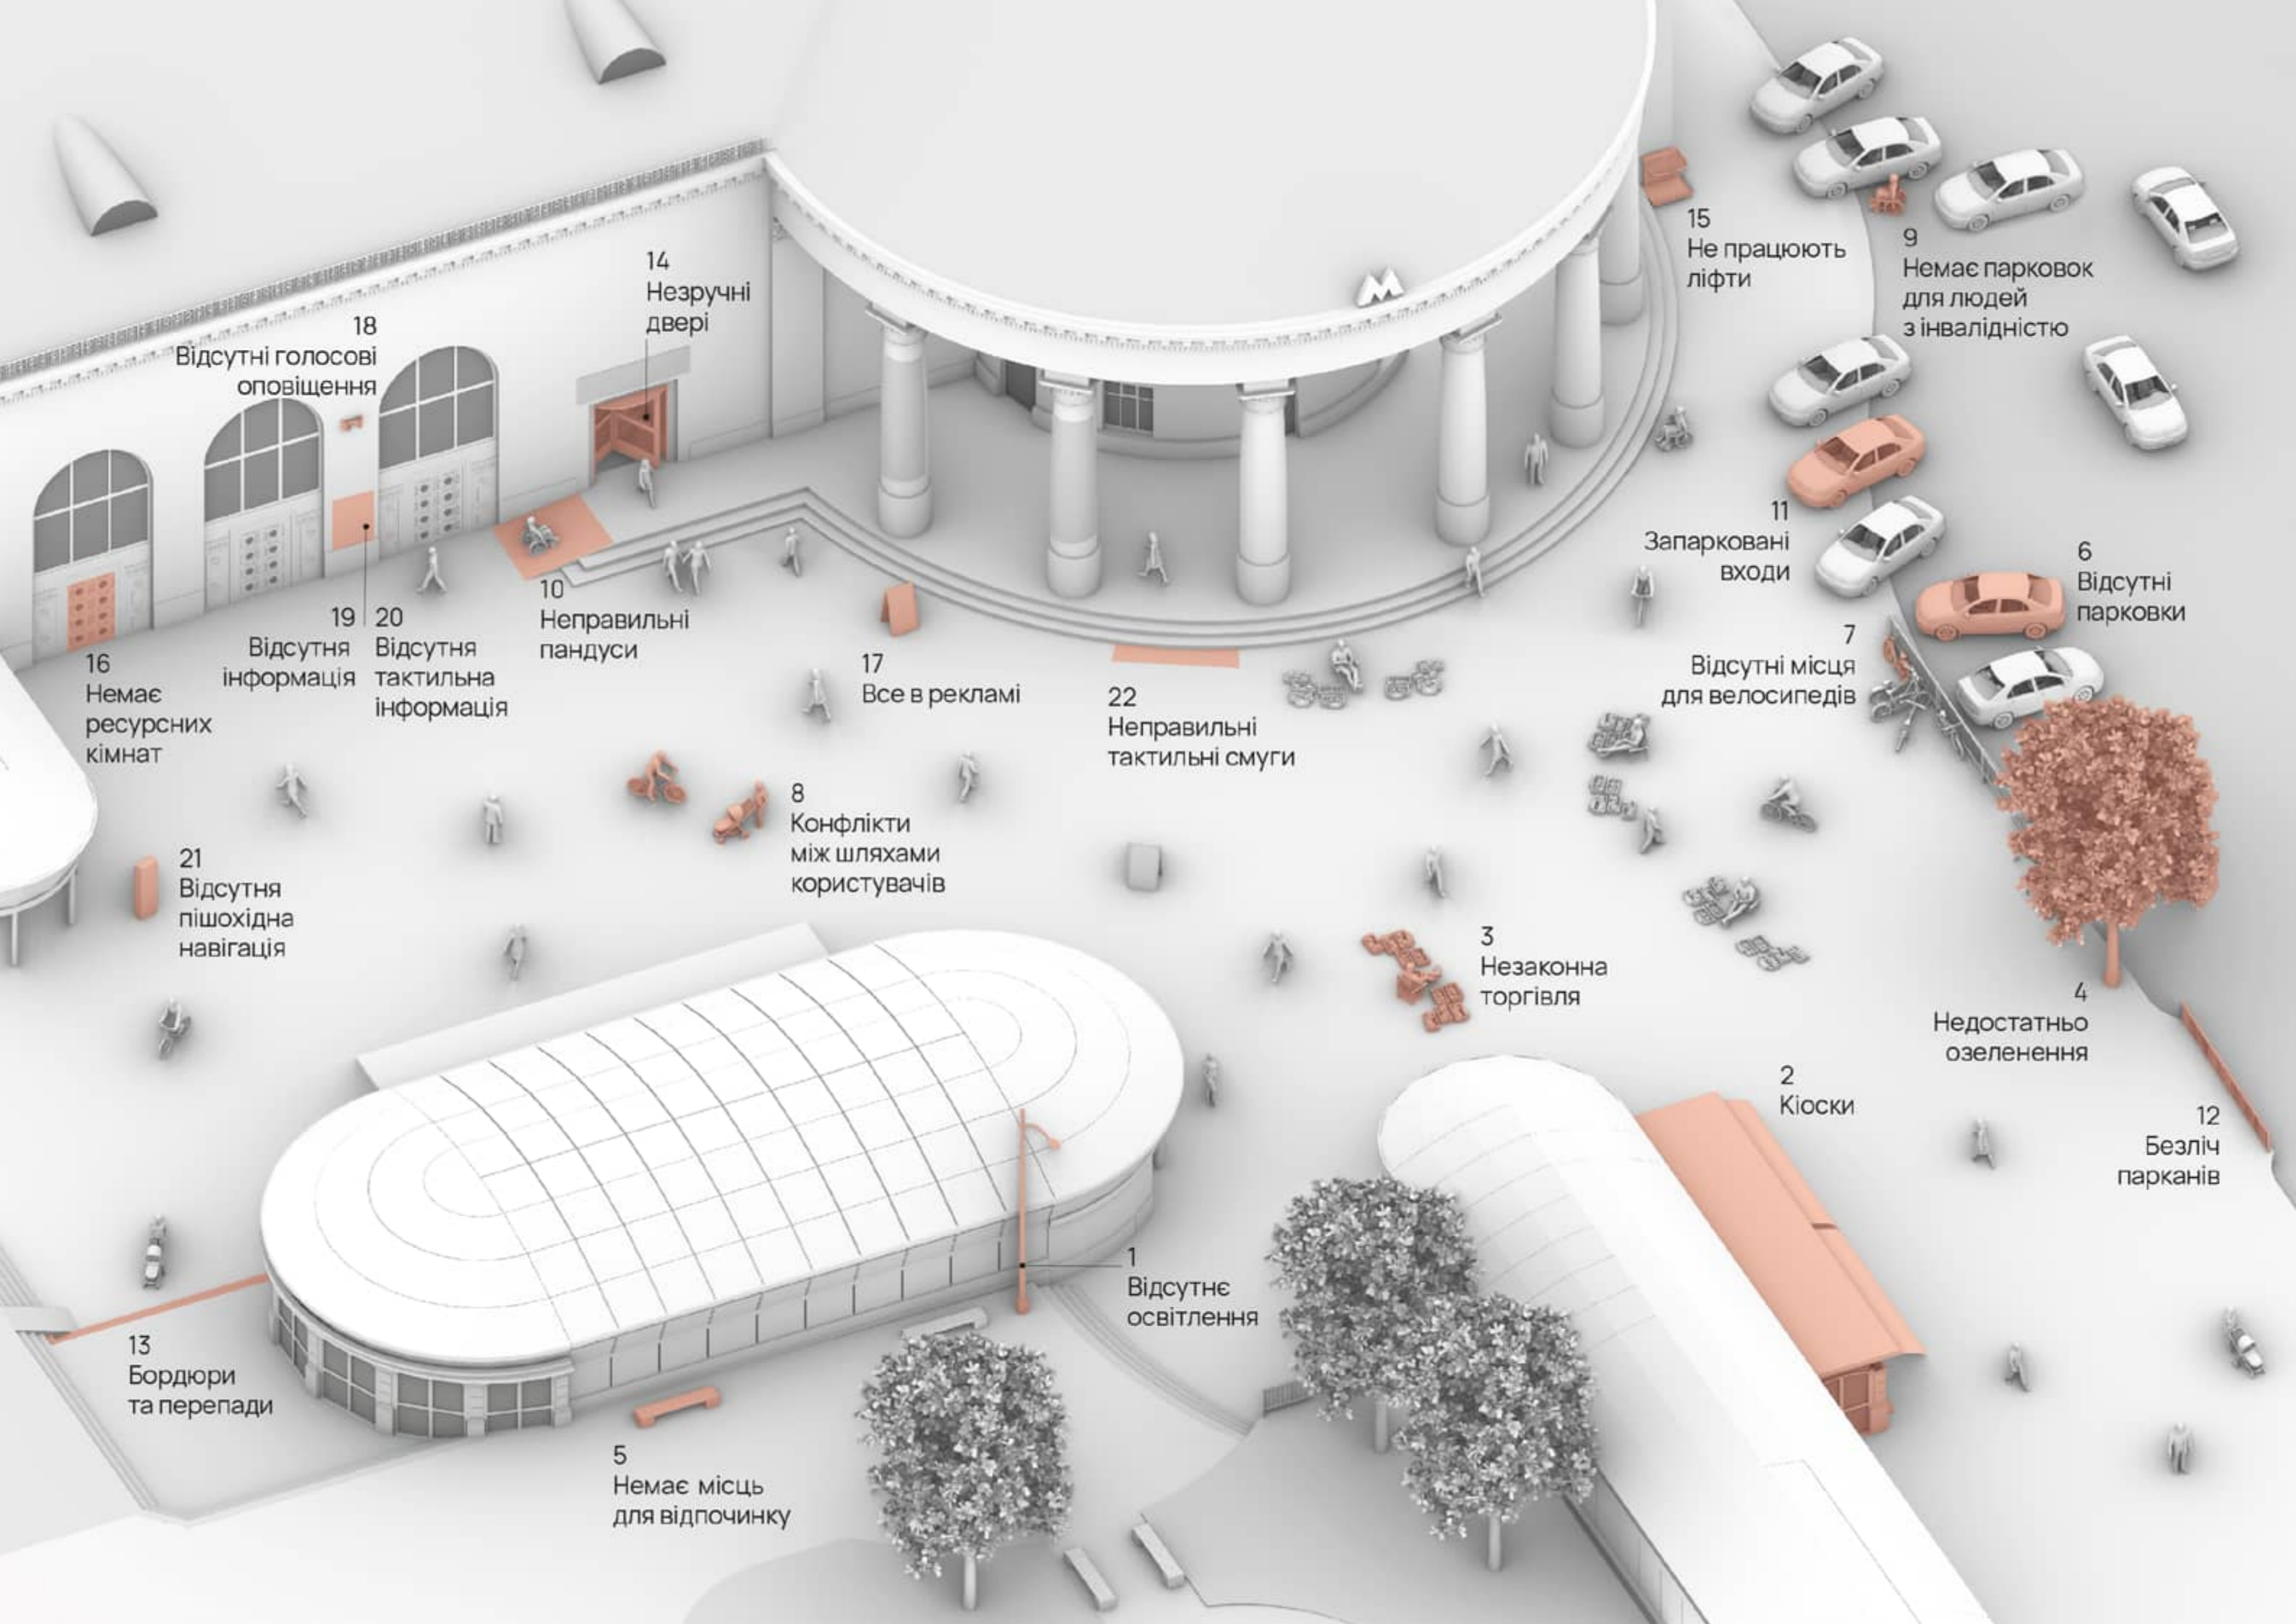 15
Не працюють
ліфти
9
Немає парковок
для людей
з інвалідністю
14
Незручні
двері
М
18
Відсутні голосові
оповіщення
11
Запарковані
входи
6
Відсутні
парковки
10
Неправильні
пандуси
19
Відсутня
інформація
20
Відсутня
тактильна
інформація
7
Відсутні місця
для велосипедів
16
Немає
ресурсних
кімнат
17
Все в рекламі
22
Неправильні
тактильні смуги
8
Конфлікти
між шляхами
користувачів
21
Відсутня
пішохідна
навігація
3
Незаконна
торгівля
4
Недостатньо
озеленення
2
Кіоски
12
Безліч
парканів
1
Відсутнє
освітлення
13
Бордюри
та перепади
5
Немає місць
для відпочинку